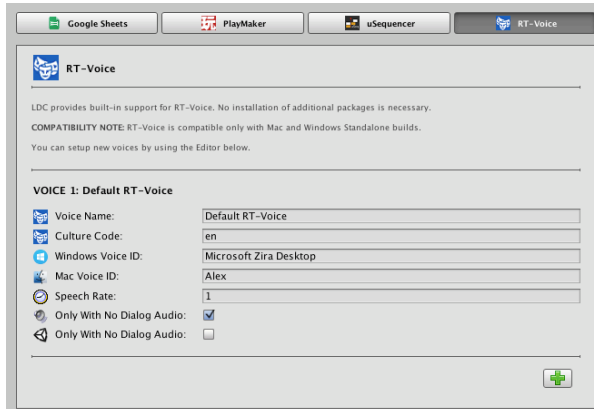 Google Sheets
PlayMaker
uSequencer
RT-Voice
RT-Voice
LDC provides built-in support for RT-Voice. No installation of additional packages is necessary.
COMPATIBILITY NOTE: RT-Voice is compatible only with Mac and Windows Standalone builds.
You can setup new voices by using the Editor below.
VOICE 1: Default RT-Voice
Voice Name: Default RT-Voice
Culture Code: en
Windows Voice ID: Microsoft Zira Desktop
Mac Voice ID: Alex
Speech Rate: 1
Only With No Dialog Audio:
Only With No Dialog Audio: